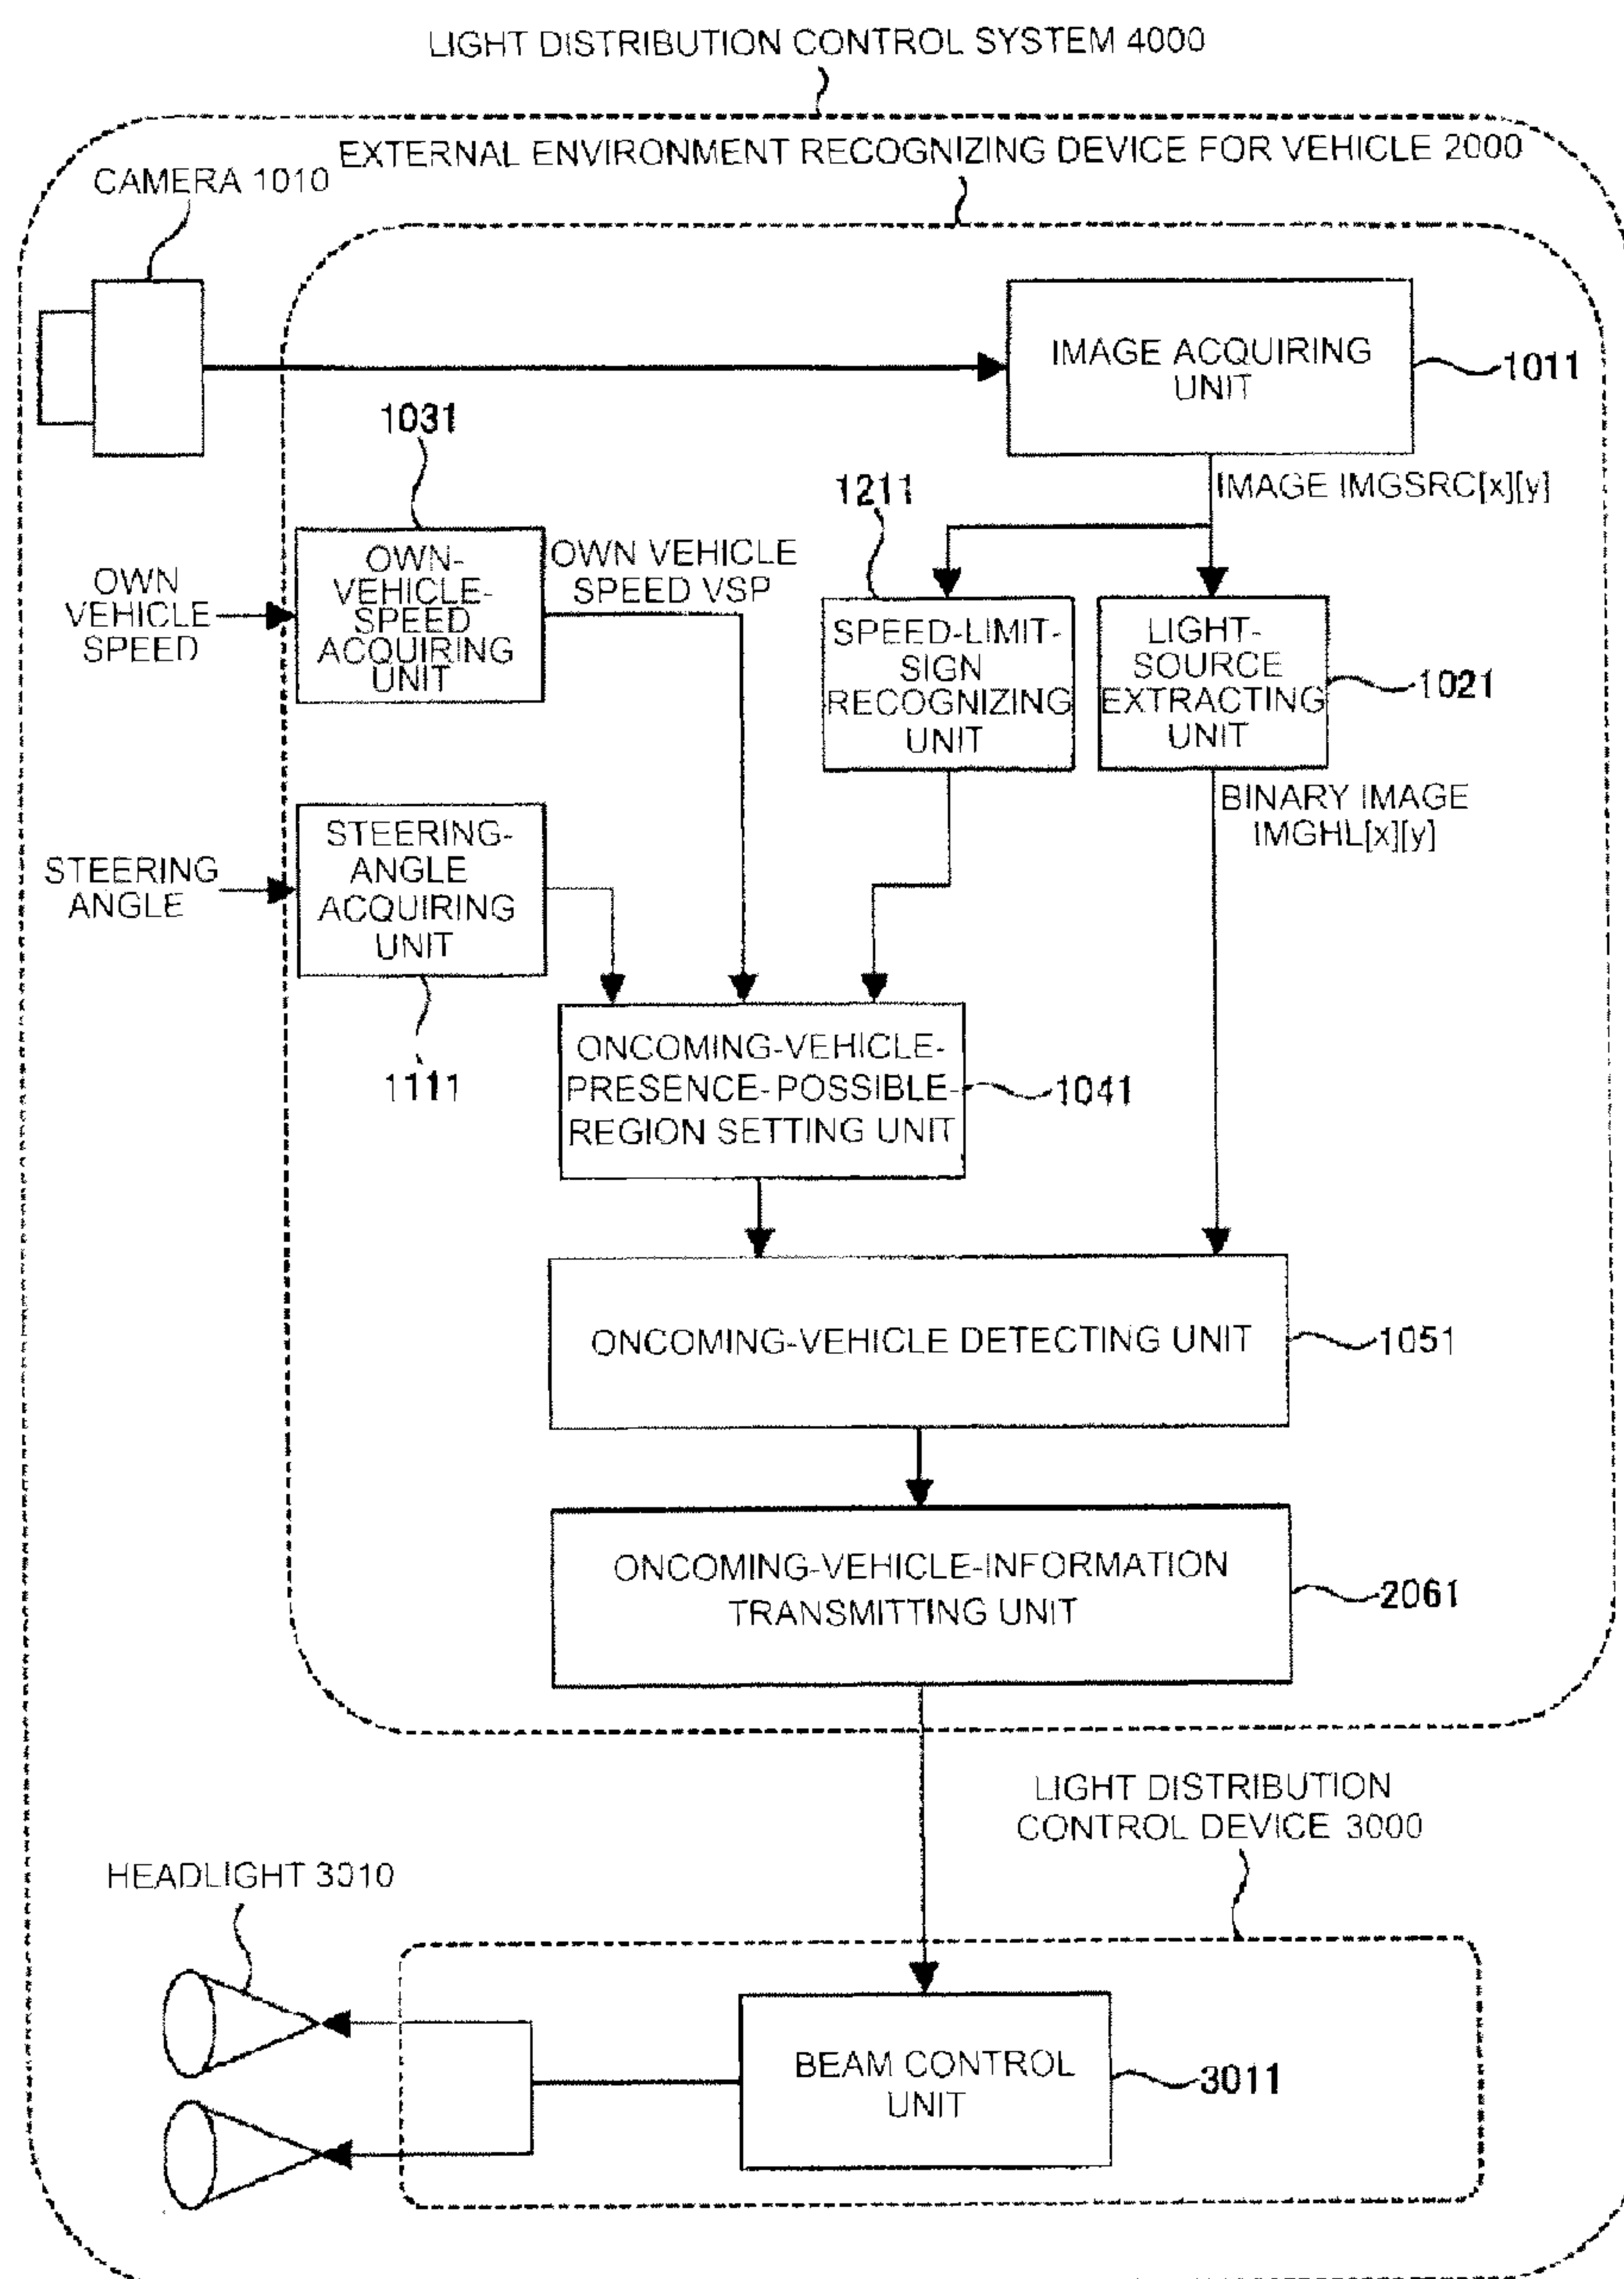 LIGHT DISTRIBUTION CONTROL SYSTEM 4000
EXTERNAL ENVIRONMENT RECOGNIZING DEVICE FOR VEHICLE 2000
CAMERA 1010
IMAGE ACQUIRING
UNIT
1011
1031
IMAGE IMGSRC[x][y]
1211
OWN
VEHICLE
SPEED
OWN-
VEHICLE-
SPEED
ACQUIRING
UNIT
OWN VEHICLE
SPEED VSP
SPEED-LIMIT-
SIGN
RECOGNIZING
UNIT
LIGHT-
SOURCE
EXTRACTING
UNIT
1021
BINARY IMAGE
IMGHL[x][y]
STEERING
ANGLE
STEERING-
ANGLE
ACQUIRING
UNIT
1111
ONCOMING-VEHICLE-
PRESENCE-POSSIBLE-
REGION SETTING UNIT
1041
ONCOMING-VEHICLE DETECTING UNIT
1051
ONCOMING-VEHICLE-INFORMATION
TRANSMITTING UNIT
2061
LIGHT DISTRIBUTION
CONTROL DEVICE 3000
HEADLIGHT 3010
BEAM CONTROL
UNIT
3011